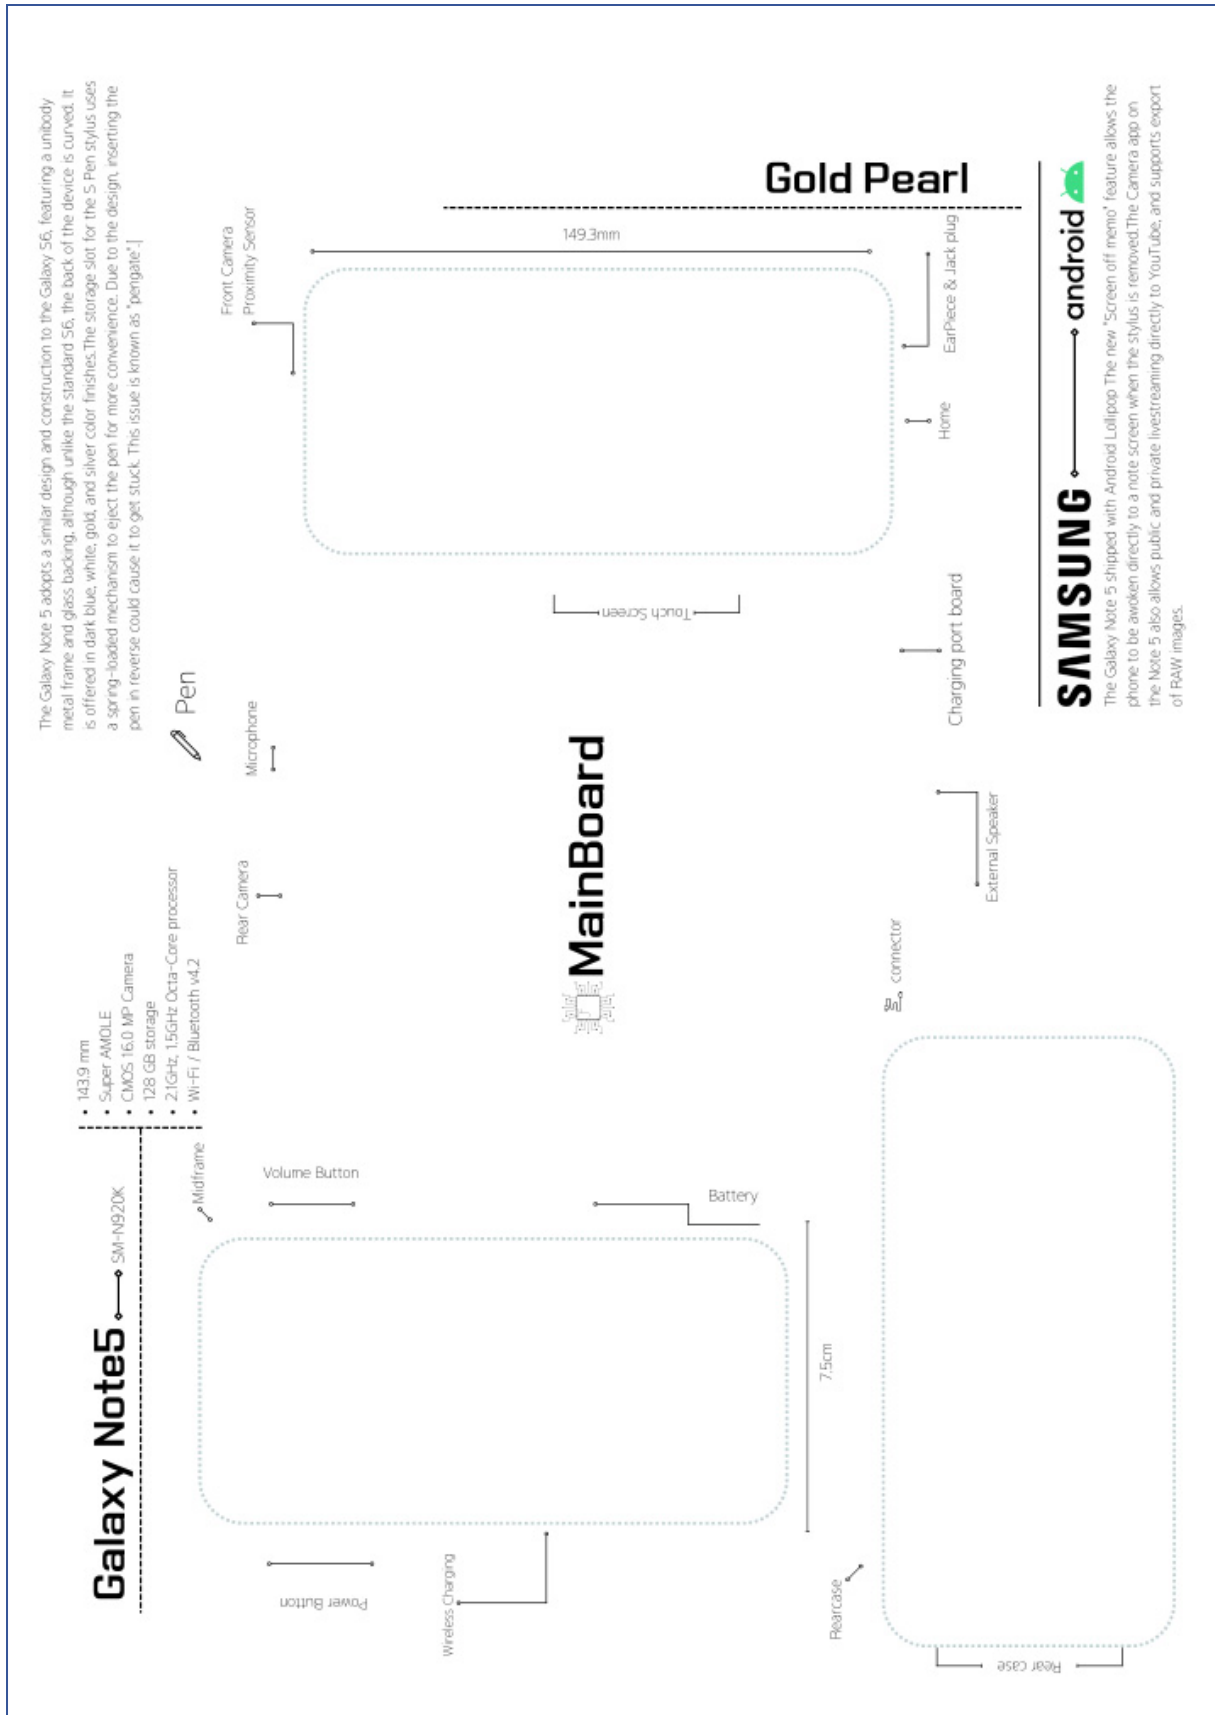 Galaxy Note5
SM-N920K
• 143.9 mm
• Super AMOLE
• CMOS 16.0 MP Camera
• 128 GB storage
• 2.1GHz, 1.5GHz Octa-Core processor
• Wi-Fi / Bluetooth v4.2
The Galaxy Note 5 adopts a similar design and construction to the Galaxy S6, featuring a unibody
metal frame and glass backing, although unlike the standard S6, the back of the device is curved. It
is offered in dark blue, white, gold, and silver color finishes.The storage slot for the S Pen stylus uses
a spring-loaded mechanism to eject the pen for more convenience. Due to the design, inserting the
pen in reverse could cause it to get stuck. This issue is known as "pengate".]
Pen
Midframe
Rear Camera
Microphone
Front Camera
Proximity Sensor
Power Button
Volume Button
Wireless Charging
Battery
7.5cm
MainBoard
Touch Screen
149.3mm
Gold Pearl
Rearcase
Rear case
connector
External Speaker
Charging port board
Home
EarPiece & Jack plug
SAMSUNG
android
The Galaxy Note 5 shipped with Android Lollipop The new "Screen off memo" feature allows the
phone to be awoken directly to a note screen when the stylus is removed.The Camera app on
the Note 5 also allows public and private livestreaming directly to YouTube, and supports export
of RAW images.